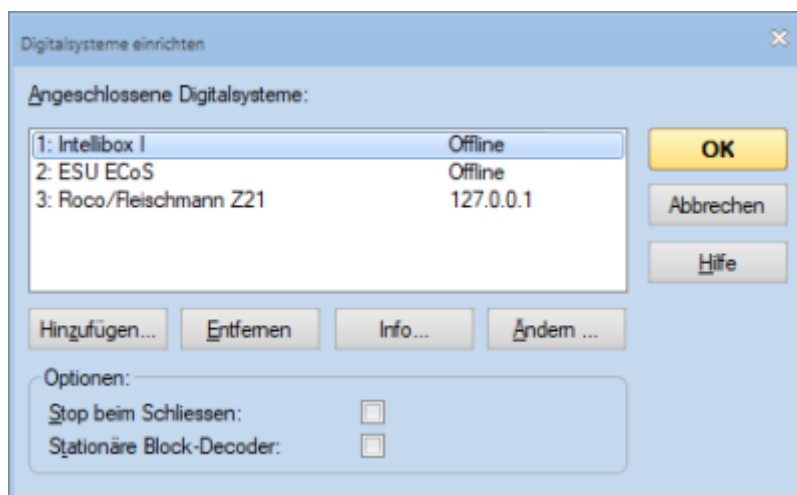 Digitalsysteme einrichten
Angeschlossene Digitalsysteme:
1: Intellibox I Offline
2: ESU ECoS Offline
3: Roco/Fleischmann Z21 127.0.0.1
OK
Abbrechen
Hilfe
Hinzufügen... Entfernen Info... Ändern ...
Optionen:
Stop beim Schliessen:
Stationäre Block-Decoder: